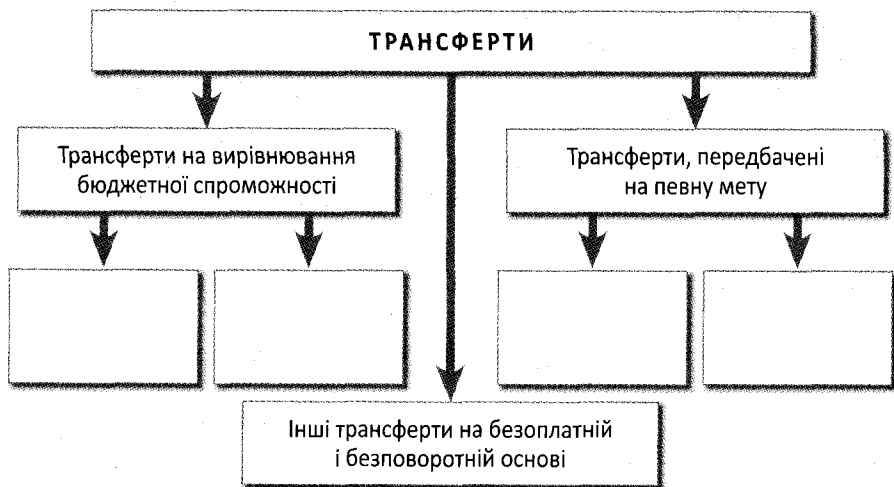 ТРАНСФЕРТИ
Трансферти на вирівнювання
бюджетної спроможності
Трансферти, передбачені
на певну мету
Інші трансферти на безоплатній
і безповоротній основі